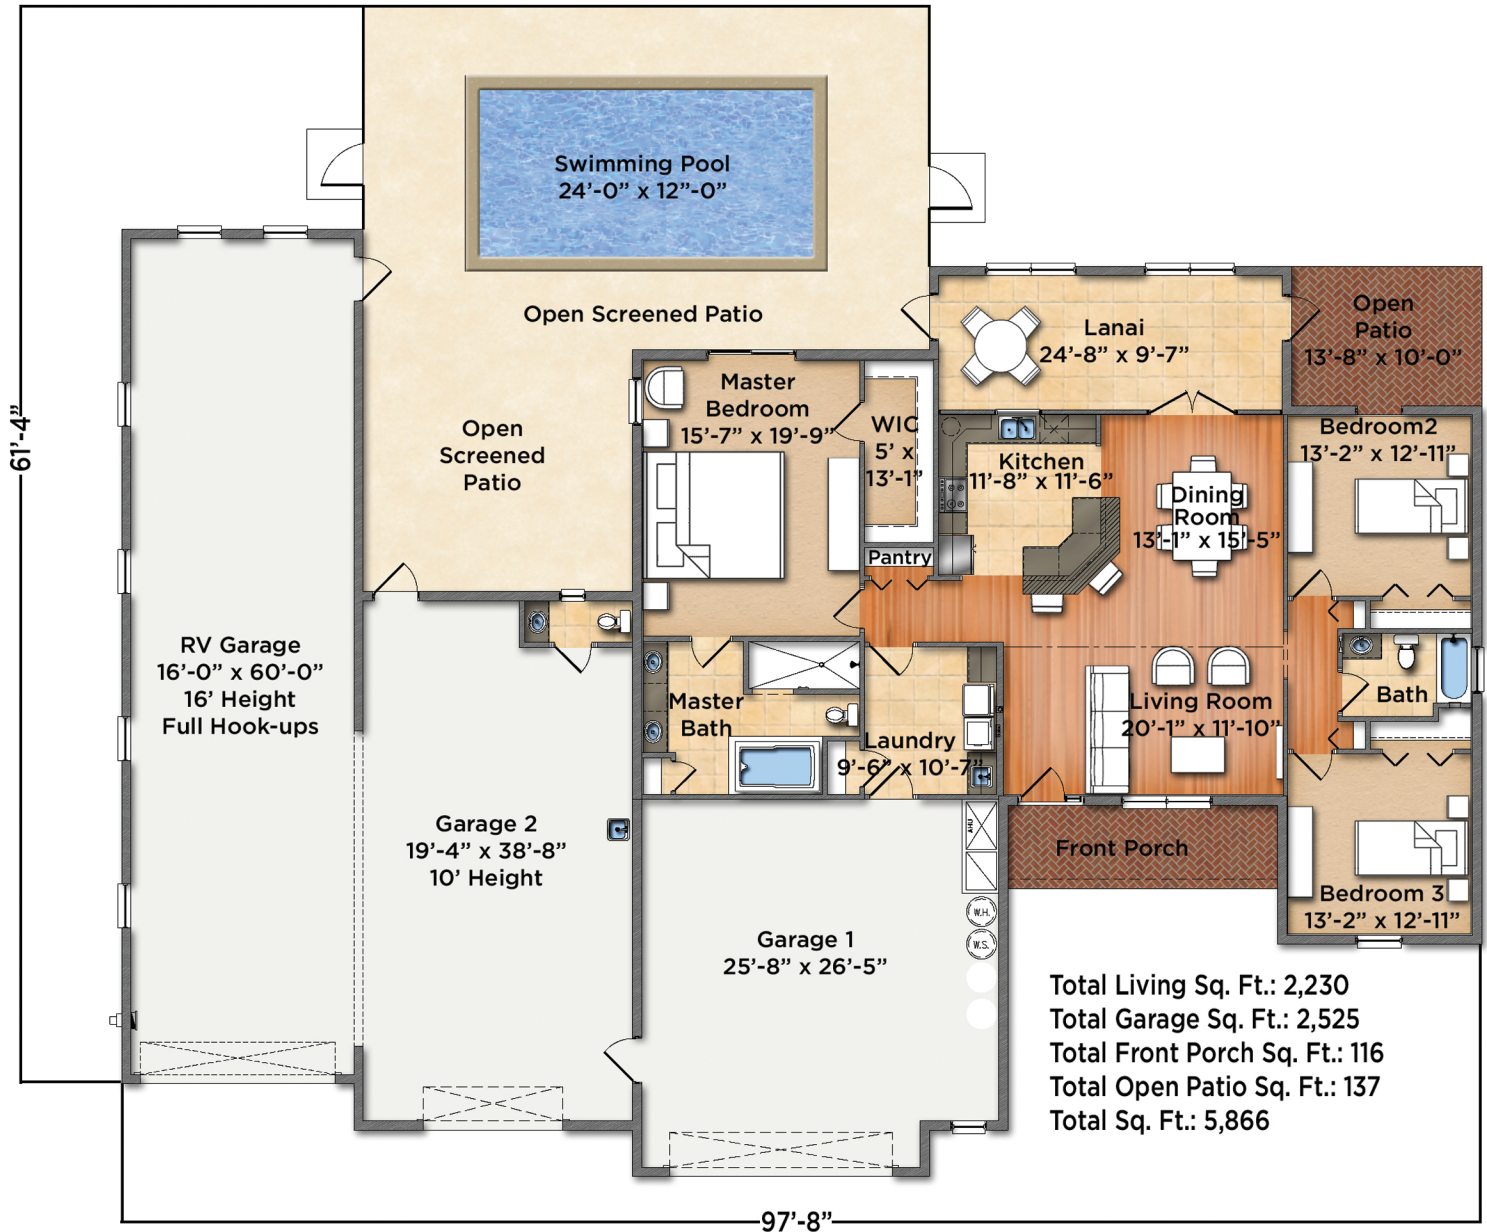 Swimming Pool
24’-0” x 12”-0”
Open Screened Patio
Lanai
24’-8” x 9’-7”
Open
Patio
13’-8” x 10’-0”
Master
Bedroom
15’-7” x 19’-9”
WIC
5’ x
13’-1”
Open
Screened
Patio
61’-4”
Kitchen
11’-8” x 11’-6”
Dining
Room
13’-1” x 15’-5”
Bedroom2
13’-2” x 12’-11”
Pantry
RV Garage
16’-0” x 60’-0”
16’ Height
Full Hook-ups
Master
Bath
Laundry
9’-6” x 10’-7”
Living Room
20’-1” x 11’-10”
Bath
Garage 2
19’-4” x 38’-8”
10’ Height
AHU
Front Porch
Bedroom 3
13’-2” x 12’-11”
W.H.
W.S.
Garage 1
25’-8” x 26’-5”
Total Living Sq. Ft.: 2,230
Total Garage Sq. Ft.: 2,525
Total Front Porch Sq. Ft.: 116
Total Open Patio Sq. Ft.: 137
Total Sq. Ft.: 5,866
97’-8”